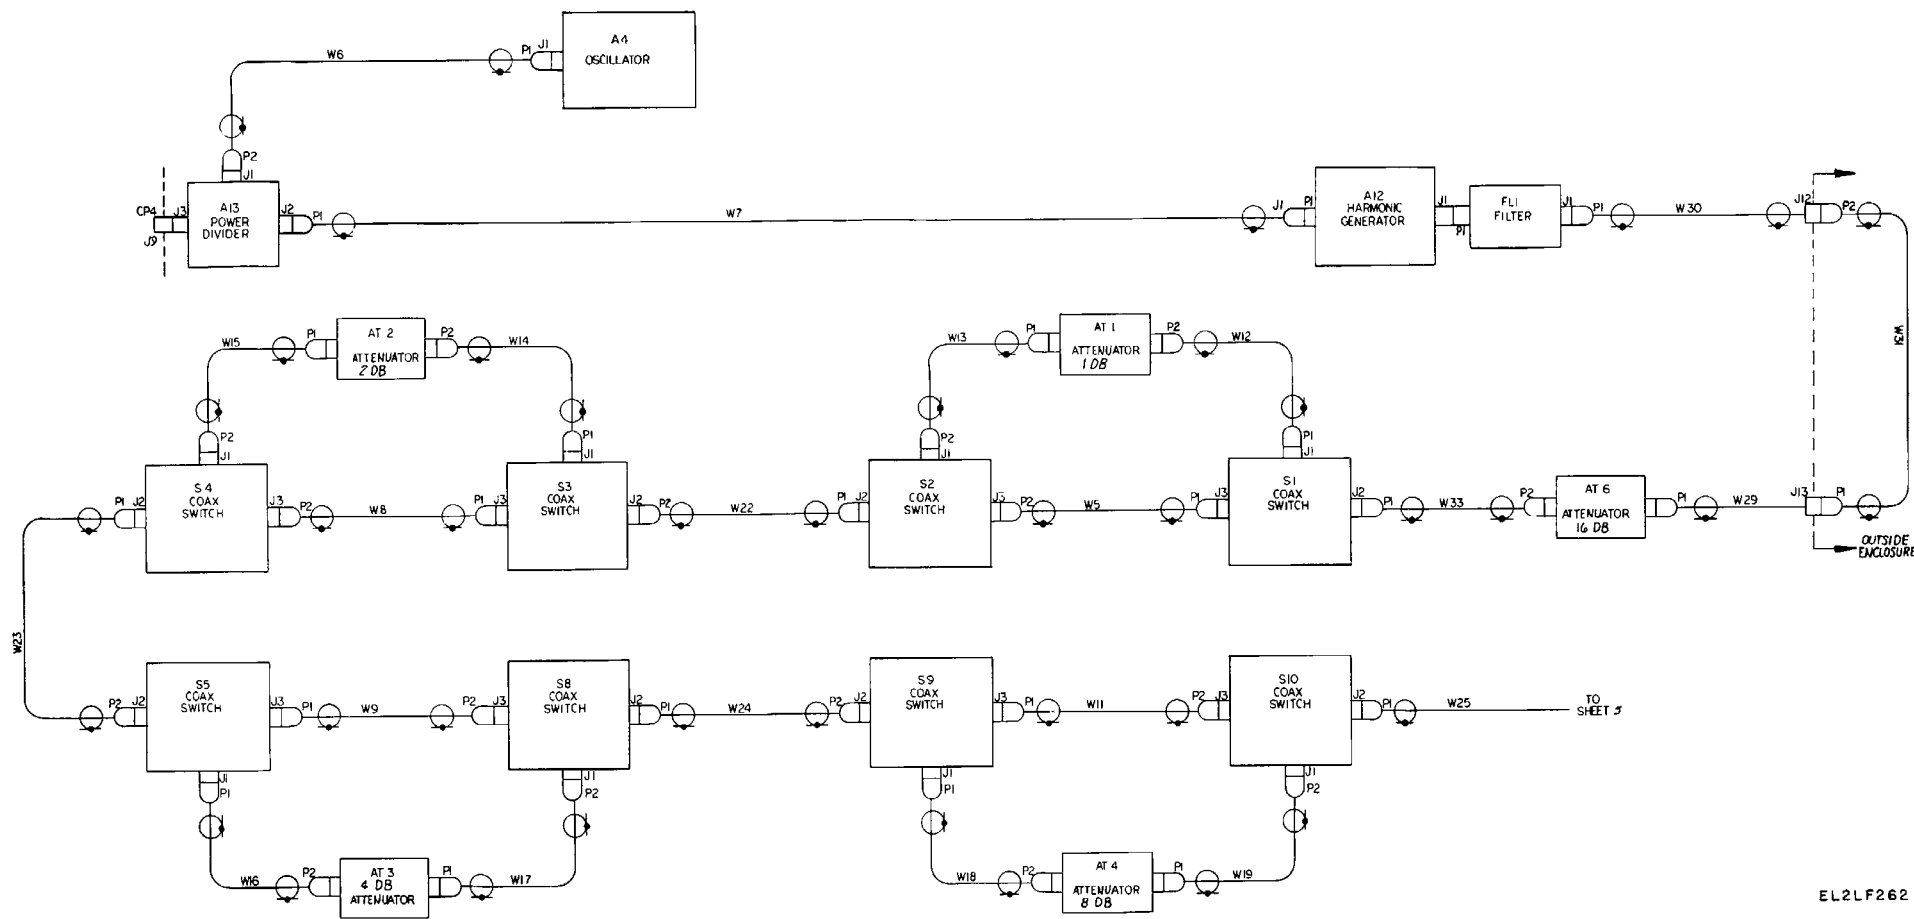 A4
OSCILLATOR
J1
P1
W6
P2
J1
A13
POWER
DIVIDER
CP4
J3
J9
J2
P1
W7
J1
P1
A12
HARMONIC
GENERATOR
J1
P1
FL1
FILTER
J1
P1
W30
J12
P2
W31
W15
P1
AT 2
ATTENUATOR
2 DB
P2
W14
W13
P1
AT 1
ATTENUATOR
1 DB
P2
W12
P2
J1
P1
J1
P2
J1
P1
J1
P1
J2
S4
COAX
SWITCH
J3
P2
W8
P1
J3
S3
COAX
SWITCH
J2
P2
W22
P1
J2
S2
COAX
SWITCH
J3
P2
W5
P1
J3
S1
COAX
SWITCH
J2
P1
W33
P2
AT 6
ATTENUATOR
16 DB
P1
W29
J13
P1
OUTSIDE
ENCLOSURE
W23
P2
J2
S5
COAX
SWITCH
J3
P1
W9
P2
J3
S8
COAX
SWITCH
J2
P1
W24
P2
J2
S9
COAX
SWITCH
J3
P1
W11
P2
J3
S10
COAX
SWITCH
J2
P1
W25
TO
SHEET 5
J1
P1
J1
P2
J1
P1
J1
P2
W16
P2
AT 3
4 DB
ATTENUATOR
P1
W17
W18
P2
AT 4
ATTENUATOR
8 DB
P1
W19
EL2LF262